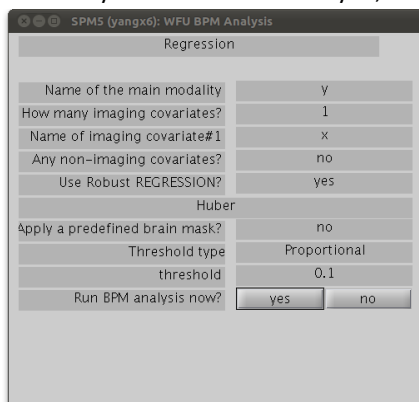 SPM5 (yangx6): WFU BPM Analysis
Regression
Name of the main modality y
How many imaging covariates? 1
Name of imaging covariate#1 x
Any non-imaging covariates? no
Use Robust REGRESSION? yes
Huber
Apply a predefined brain mask? no
Threshold type Proportional
threshold 0.1
Run BPM analysis now? yes no